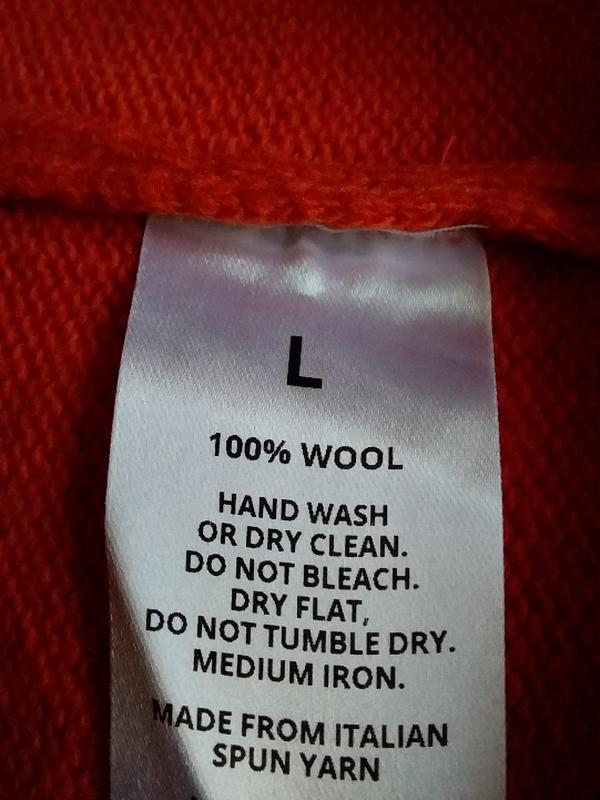 L
100% WOOL
HAND WASH
OR DRY CLEAN.
DO NOT BLEACH.
DRY FLAT,
DO NOT TUMBLE DRY.
MEDIUM IRON.
MADE FROM ITALIAN
SPUN YARN